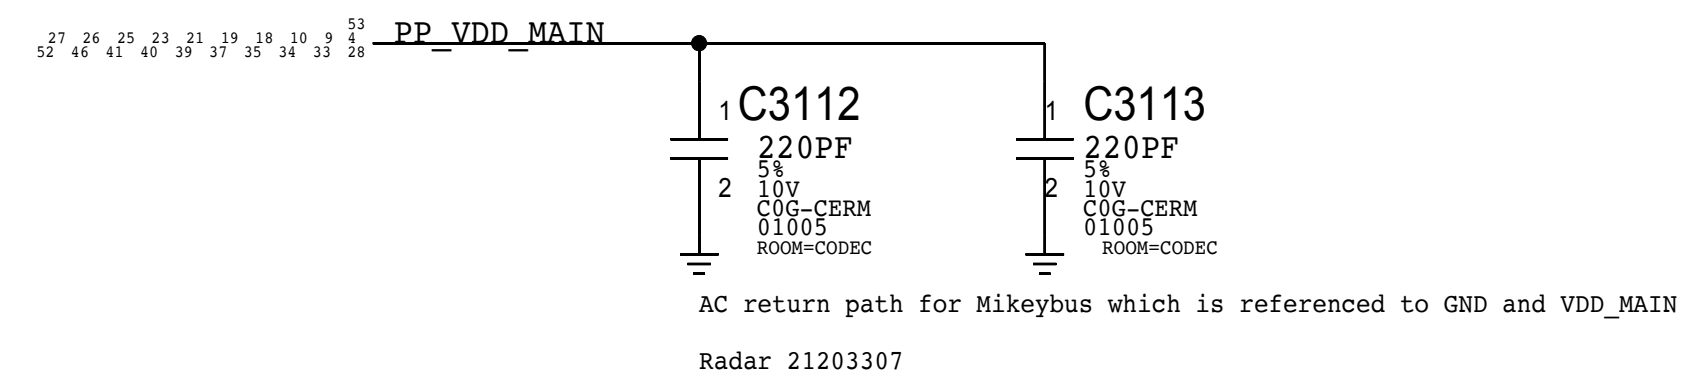 53
27 26 25 23 21 19 18 10 9 4
52 46 41 40 39 37 35 34 33 28
PP_VDD_MAIN
1 C3112
220PF
5%
2 10V
C0G-CERM
01005
ROOM=CODEC
1 C3113
220PF
5%
2 10V
C0G-CERM
01005
ROOM=CODEC
AC return path for Mikeybus which is referenced to GND and VDD_MAIN
Radar 21203307